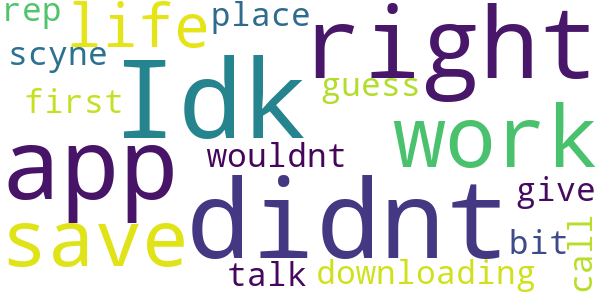 rep
life
place
right
scyne
Idk
guess
first
work
app
wouldnt
didnt
give
save
bit
call
talk
downloading